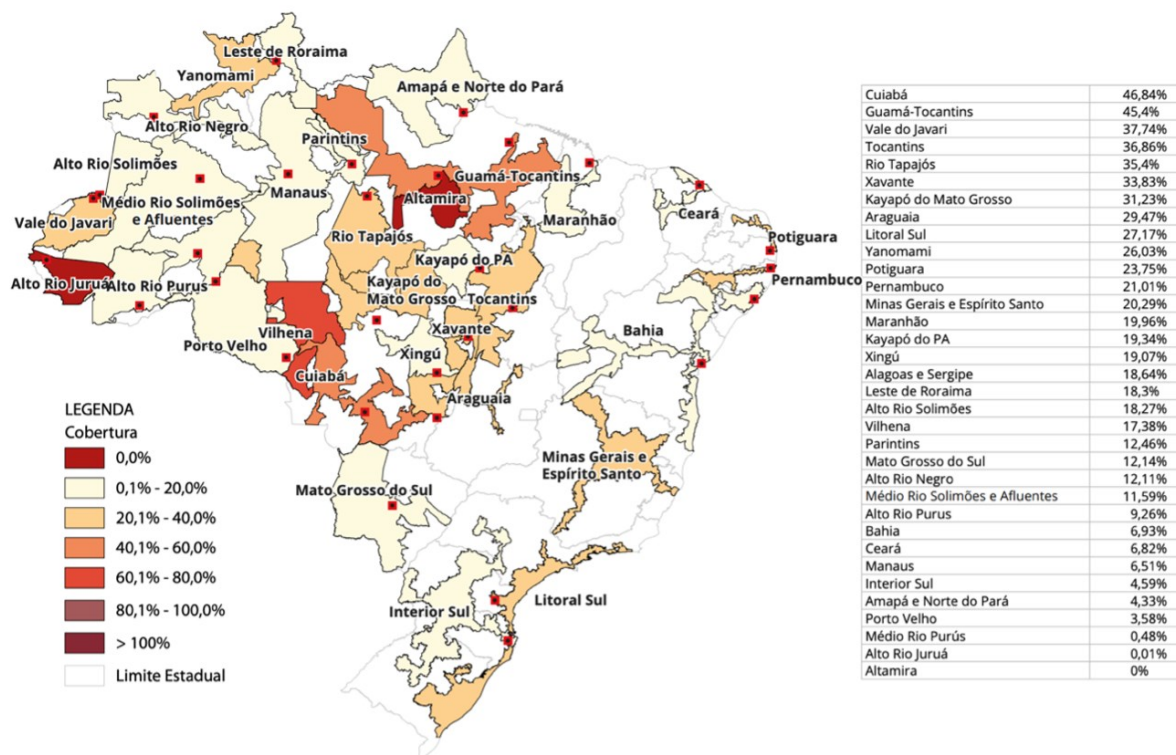 Leste de Roraima
Yanomami
Amapá e Norte do Pará
Alto Rio Negro
Parintins
Alto Rio Solimões
Guamá-Tocantins
Manaus
Altamira
Médio Rio Solimões
e Afluentes
Maranhão
Ceará
Vale do Javari
Rio Tapajós
Potiguara
Kayapó do PA
Pernambuco
Alto Rio Juruá
Alto Rio Purus
Kayapó do
Mato Grosso
Tocantins
Vilhena
Xavante
Bahia
Porto Velho
Xingú
Cuiabá
Araguaia
Minas Gerais e
Espírito Santo
Mato Grosso do Sul
Interior Sul
Litoral Sul
LEGENDA
Cobertura
0,0%
0,1% - 20,0%
20,1% - 40,0%
40,1% - 60,0%
60,1% - 80,0%
80,1% - 100,0%
> 100%
Limite Estadual
Cuiabá 46,84%
Guamá-Tocantins 45,4%
Vale do Javari 37,74%
Tocantins 36,86%
Rio Tapajós 35,4%
Xavante 33,83%
Kayapó do Mato Grosso 31,23%
Araguaia 29,47%
Litoral Sul 27,17%
Yanomami 26,03%
Potiguara 23,75%
Pernambuco 21,01%
Minas Gerais e Espírito Santo 20,29%
Maranhão 19,96%
Kayapó do PA 19,34%
Xingú 19,07%
Alagoas e Sergipe 18,64%
Leste de Roraima 18,3%
Alto Rio Solimões 18,27%
Vilhena 17,38%
Parintins 12,46%
Mato Grosso do Sul 12,14%
Alto Rio Negro 12,11%
Médio Rio Solimões e Afluentes 11,59%
Alto Rio Purus 9,26%
Bahia 6,93%
Ceará 6,82%
Manaus 6,51%
Interior Sul 4,59%
Amapá e Norte do Pará 4,33%
Porto Velho 3,58%
Médio Rio Purús 0,48%
Alto Rio Juruá 0,01%
Altamira 0%